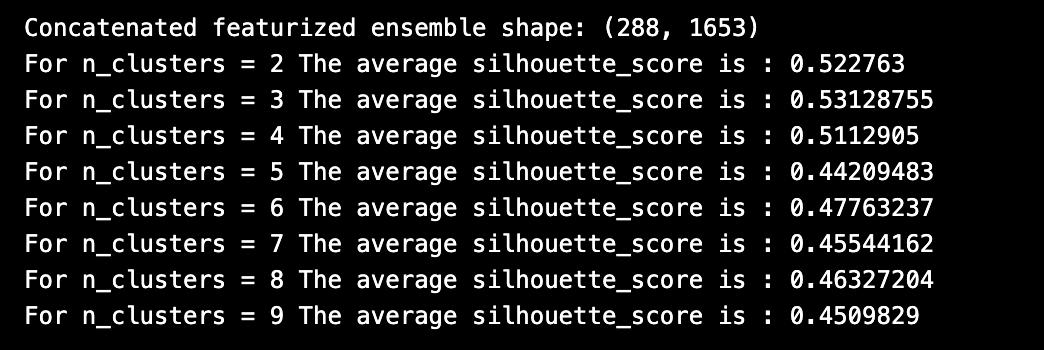 Concatenated featurized ensemble shape: (288, 1653)
For n_clusters = 2 The average silhouette_score is : 0.522763
For n_clusters = 3 The average silhouette_score is : 0.53128755
For n_clusters = 4 The average silhouette_score is : 0.5112905
For n_clusters = 5 The average silhouette_score is : 0.44209483
For n_clusters = 6 The average silhouette_score is : 0.47763237
For n_clusters = 7 The average silhouette_score is : 0.45544162
For n_clusters = 8 The average silhouette_score is : 0.46327204
For n_clusters = 9 The average silhouette_score is : 0.4509829